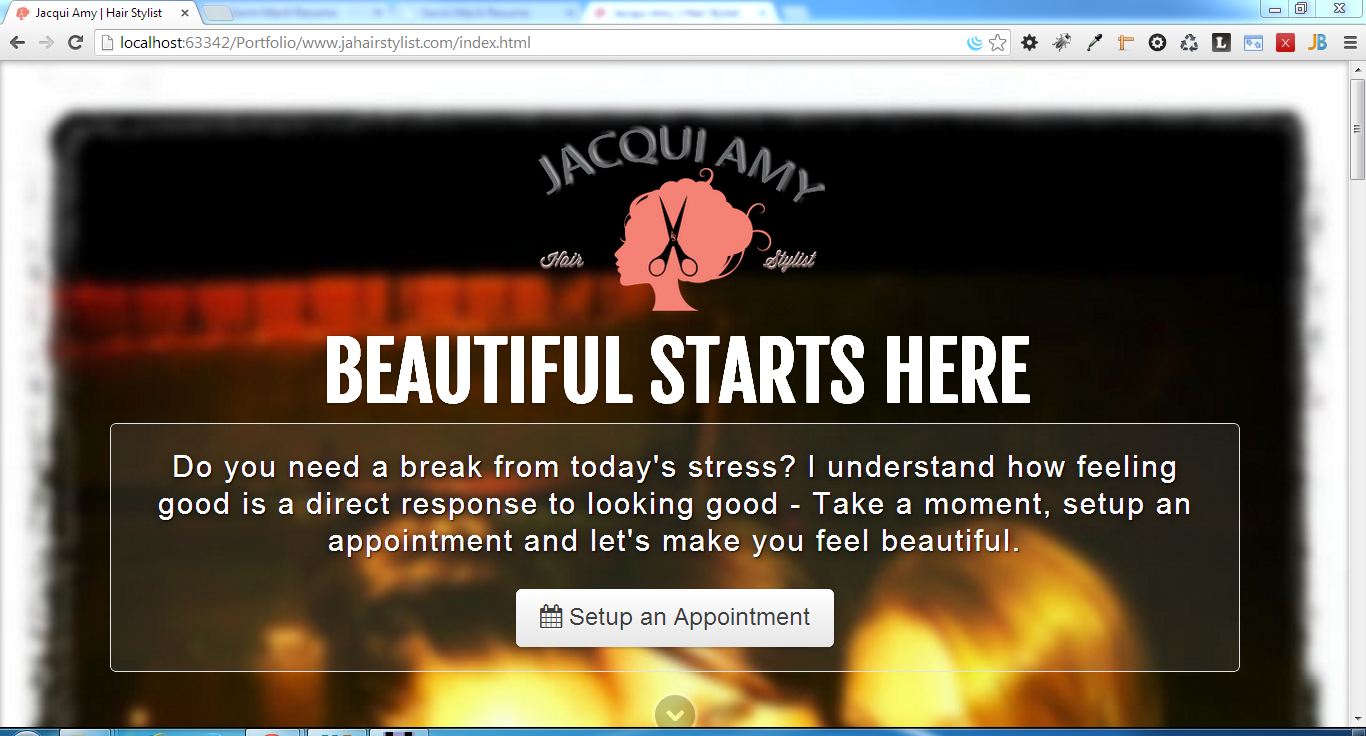 Jacqui Amy | Hair Stylist
localhost:63342/Portfolio/www.jahairstylist.com/index.html
JACQUI AMY
Hair Stylist
BEAUTIFUL STARTS HERE
Do you need a break from today's stress? I understand how feeling
good is a direct response to looking good - Take a moment, setup an
appointment and let's make you feel beautiful.
Setup an Appointment